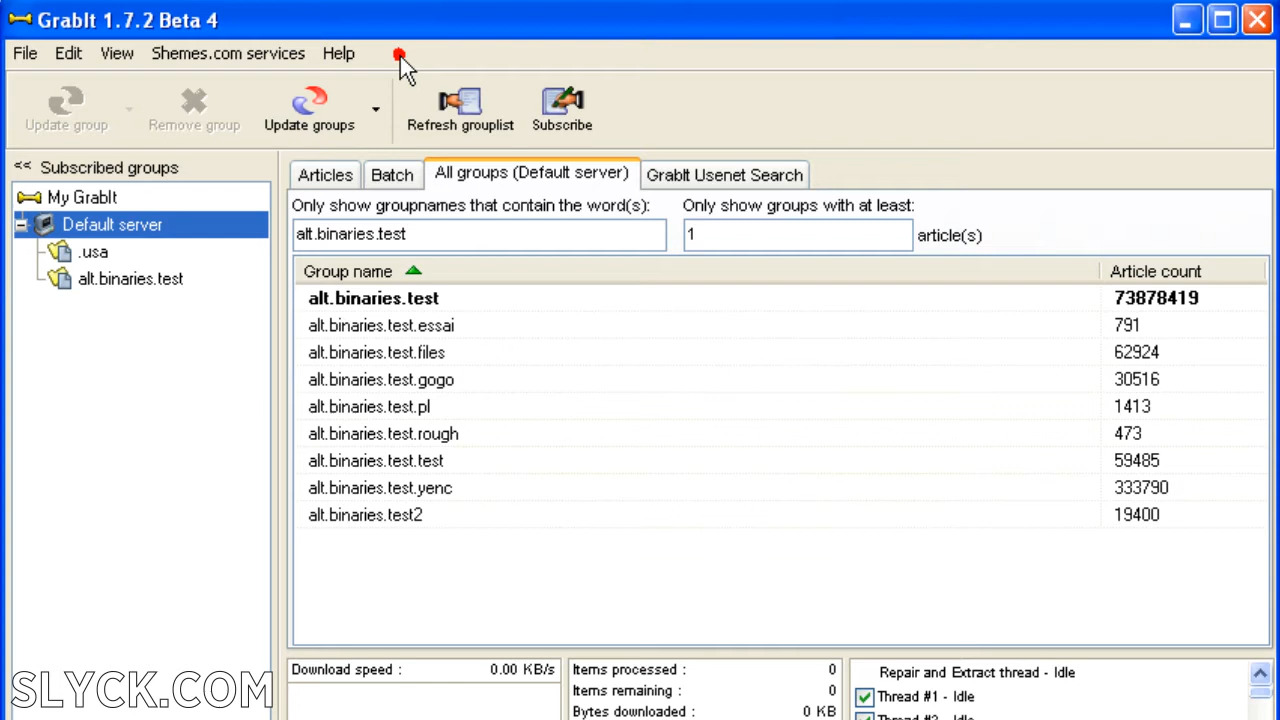 GrabIt 1.7.2 Beta 4
File Edit View Shemes.com services Help
Update group Remove group Update groups Refresh grouplist Subscribe
<< Subscribed groups
My GrabIt
Default server
.usa
alt.binaries.test
Articles Batch All groups (Default server) GrabIt Usenet Search
Only show groupnames that contain the word(s): Only show groups with at least:
alt.binaries.test 1 article(s)
Group name Article count
alt.binaries.test 73878419
alt.binaries.test.essai 791
alt.binaries.test.files 62924
alt.binaries.test.gogo 30516
alt.binaries.test.pl 1413
alt.binaries.test.rough 473
alt.binaries.test.test 59485
alt.binaries.test.yenc 333790
alt.binaries.test2 19400
Download speed : 0.00 KB/s
Items processed : 0
Items remaining : 0
Bytes downloaded : 0 KB
Repair and Extract thread - Idle
Thread #1 - Idle
SLYCK.COM